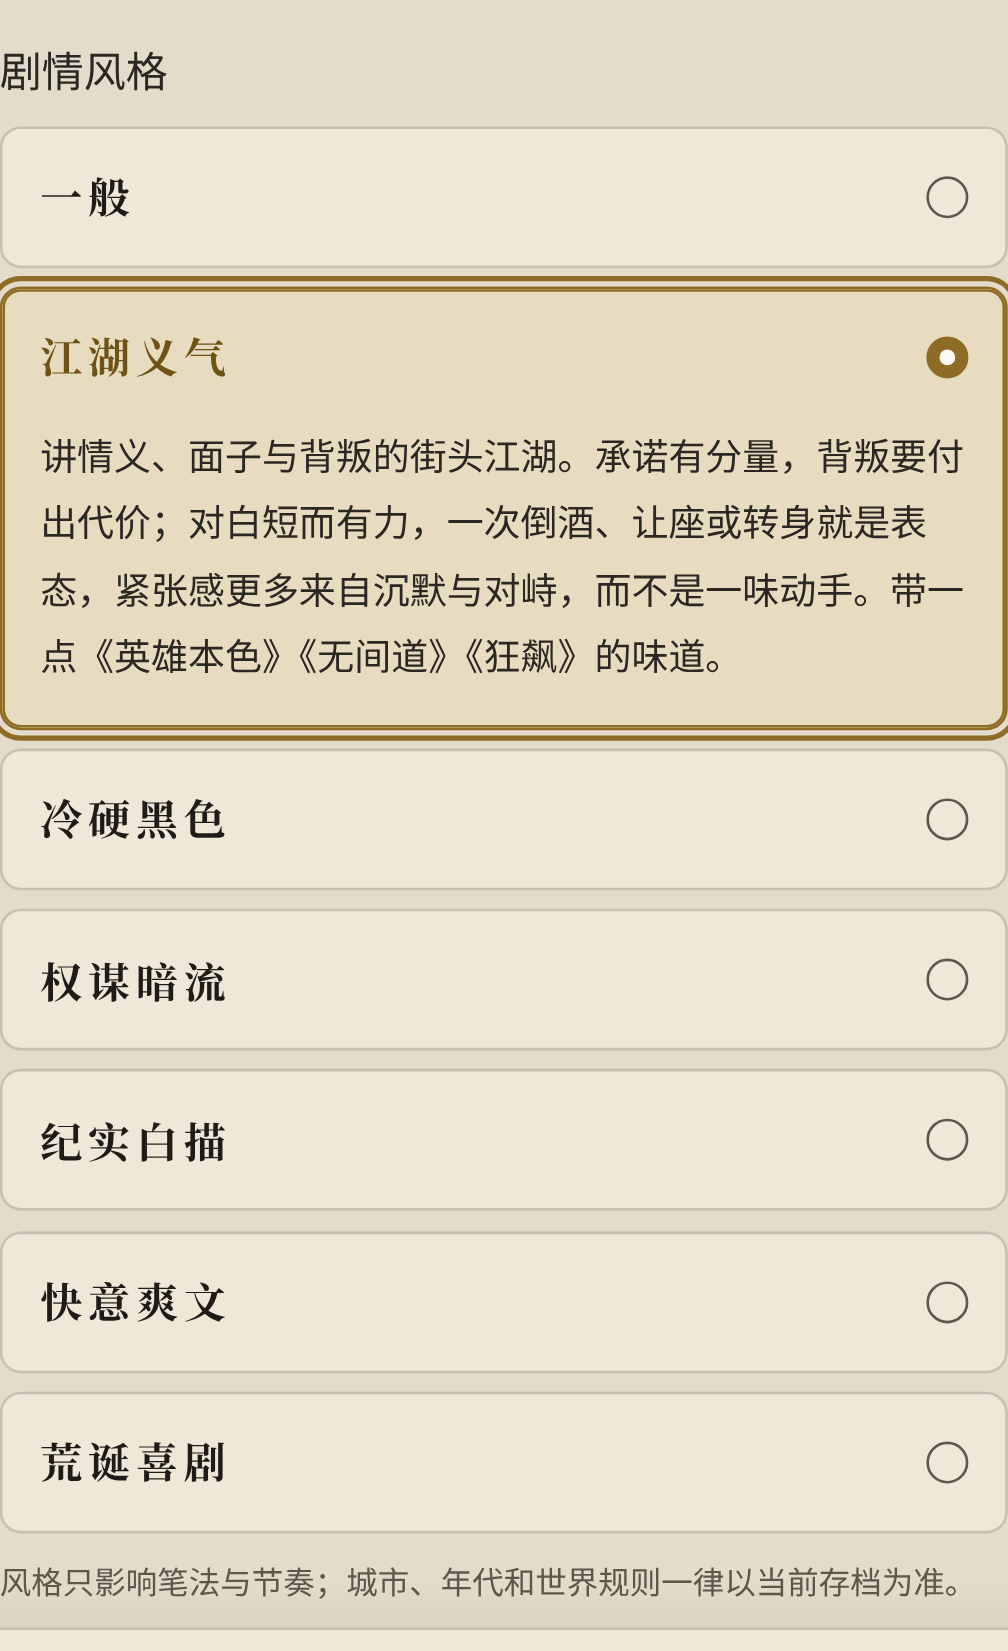 剧情风格
一般
江湖义气
讲情义、面子与背叛的街头江湖。承诺有分量，背叛要付
出代价；对白短而有力，一次倒酒、让座或转身就是表
态，紧张感更多来自沉默与对峙，而不是一味动手。带一
点《英雄本色》《无间道》《狂飙》的味道。
冷硬黑色
权谋暗流
纪实白描
快意爽文
荒诞喜剧
风格只影响笔法与节奏；城市、年代和世界规则一律以当前存档为准。